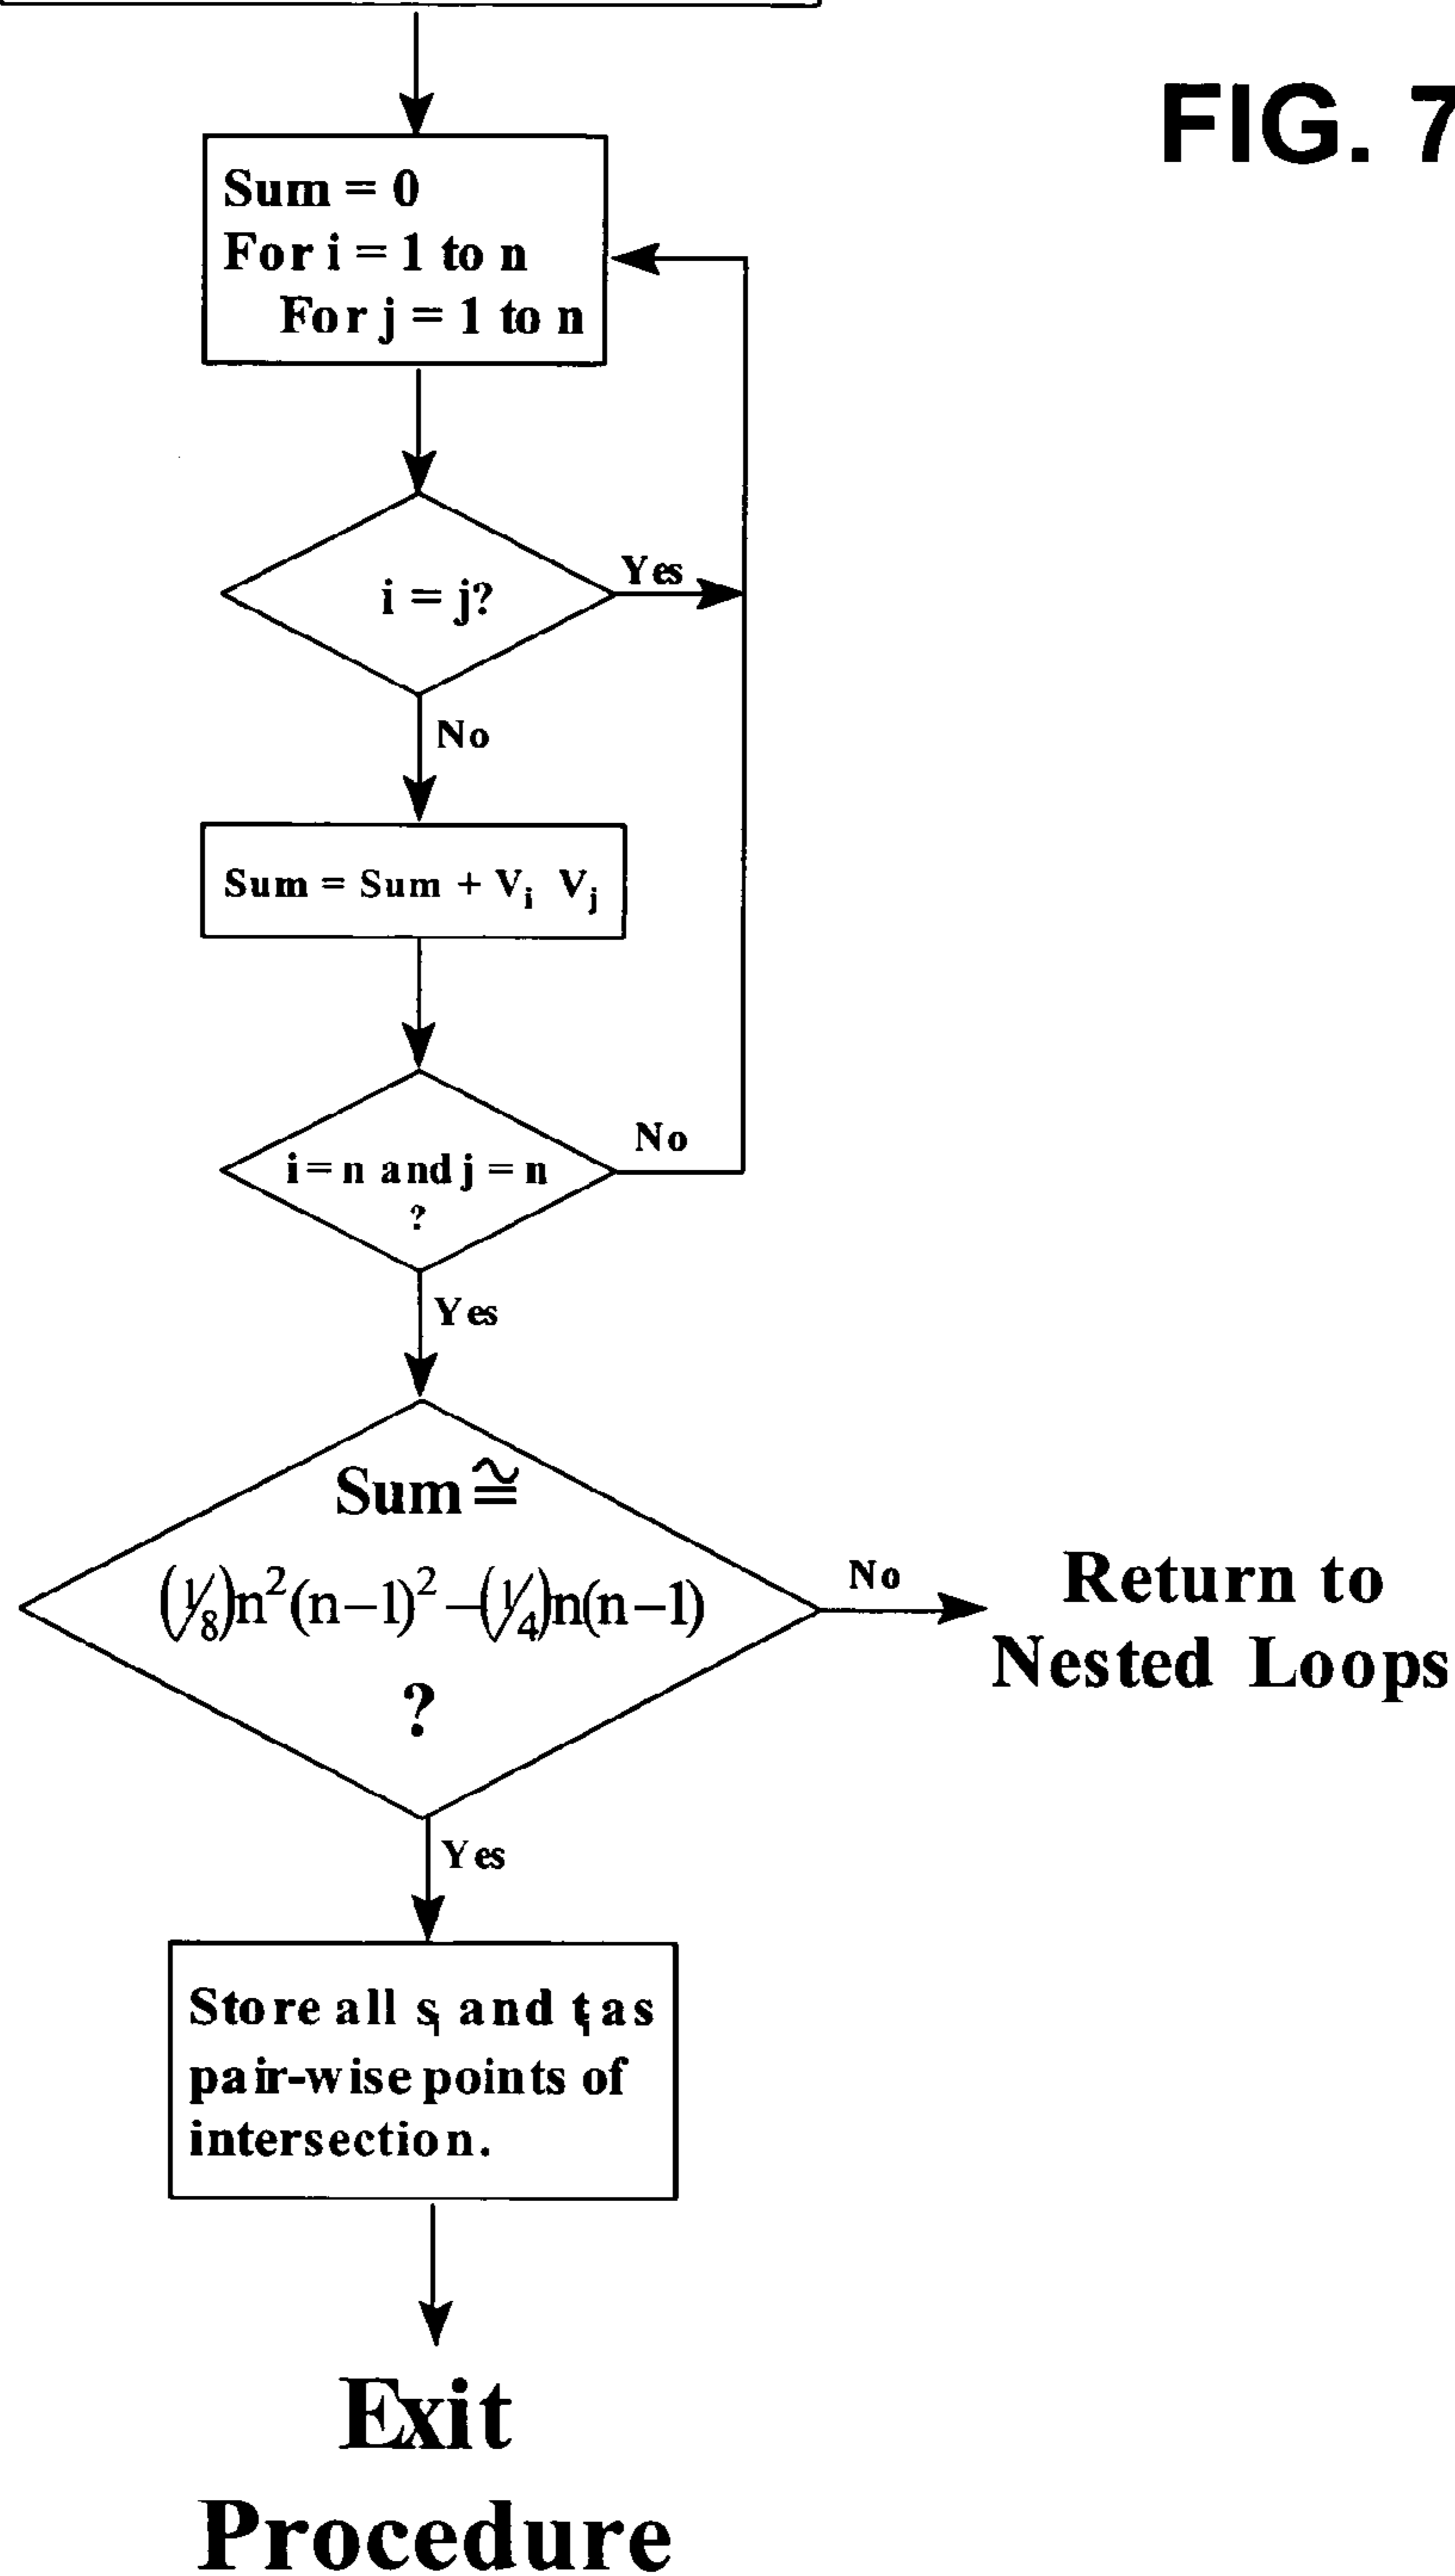 FIG. 7
Sum = 0
For i = 1 to n
For j = 1 to n
i = j?
Yes
No
Sum = Sum + Vi Vj
i = n and j = n
?
No
Yes
Sum ≅
(1/8)n²(n−1)² −(1/4)n(n−1)
?
No
Return to
Nested Loops
Yes
Store all si and ti as
pair-wise points of
intersection.
Exit
Procedure